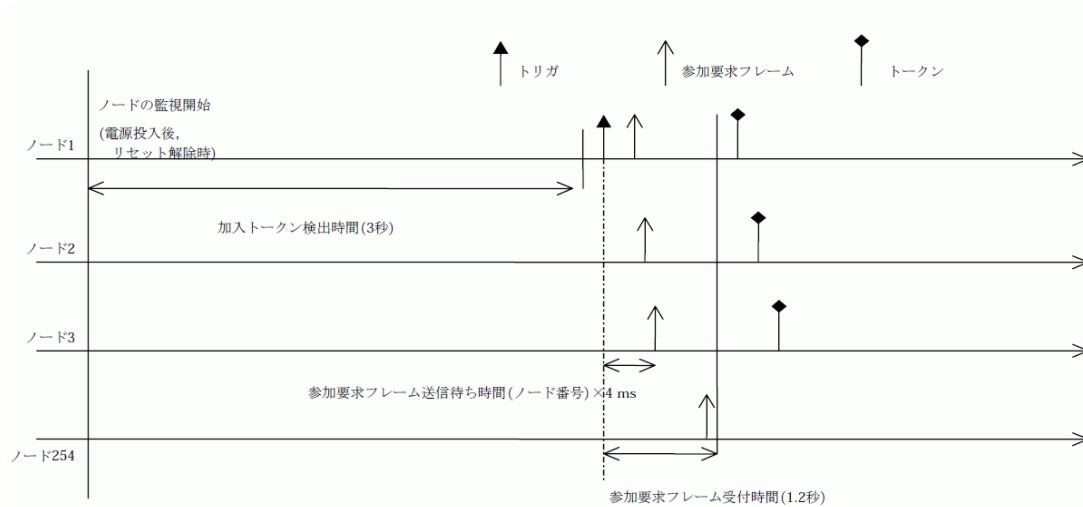 トリガ
参加要求フレーム
トークン
ノードの監視開始
(電源投入後,
リセット解除時)
ノード1
加入トークン検出時間(3秒)
ノード2
ノード3
参加要求フレーム送信待ち時間(ノード番号)×4 ms
ノード254
参加要求フレーム受付時間(1.2秒)